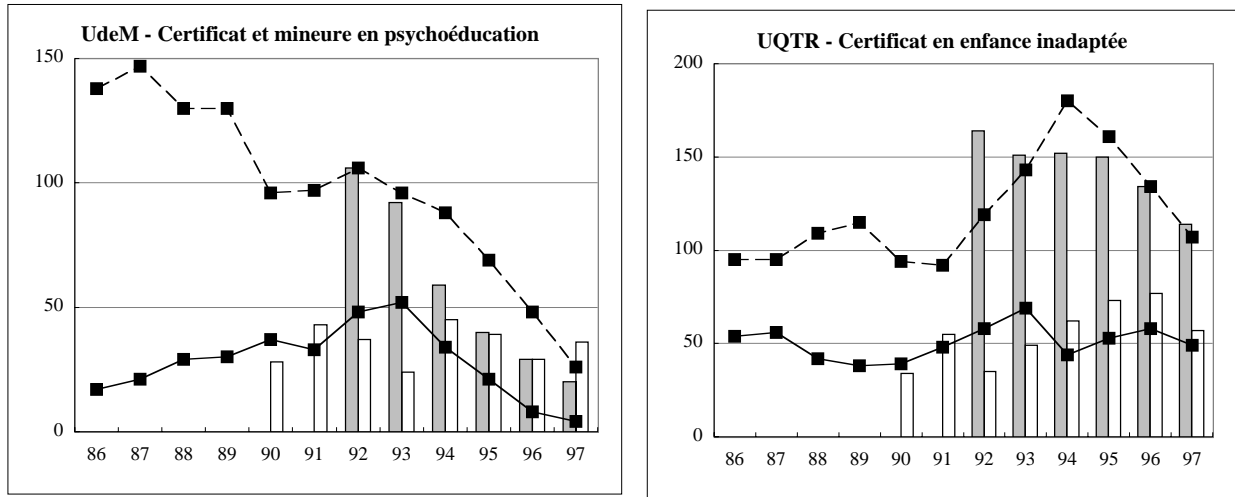 UdeM - Certificat et mineure en psychoéducation
150
100
50
0
86 87 88 89 90 91 92 93 94 95 96 97
UQTR - Certificat en enfance inadaptée
200
150
100
50
0
86 87 88 89 90 91 92 93 94 95 96 97